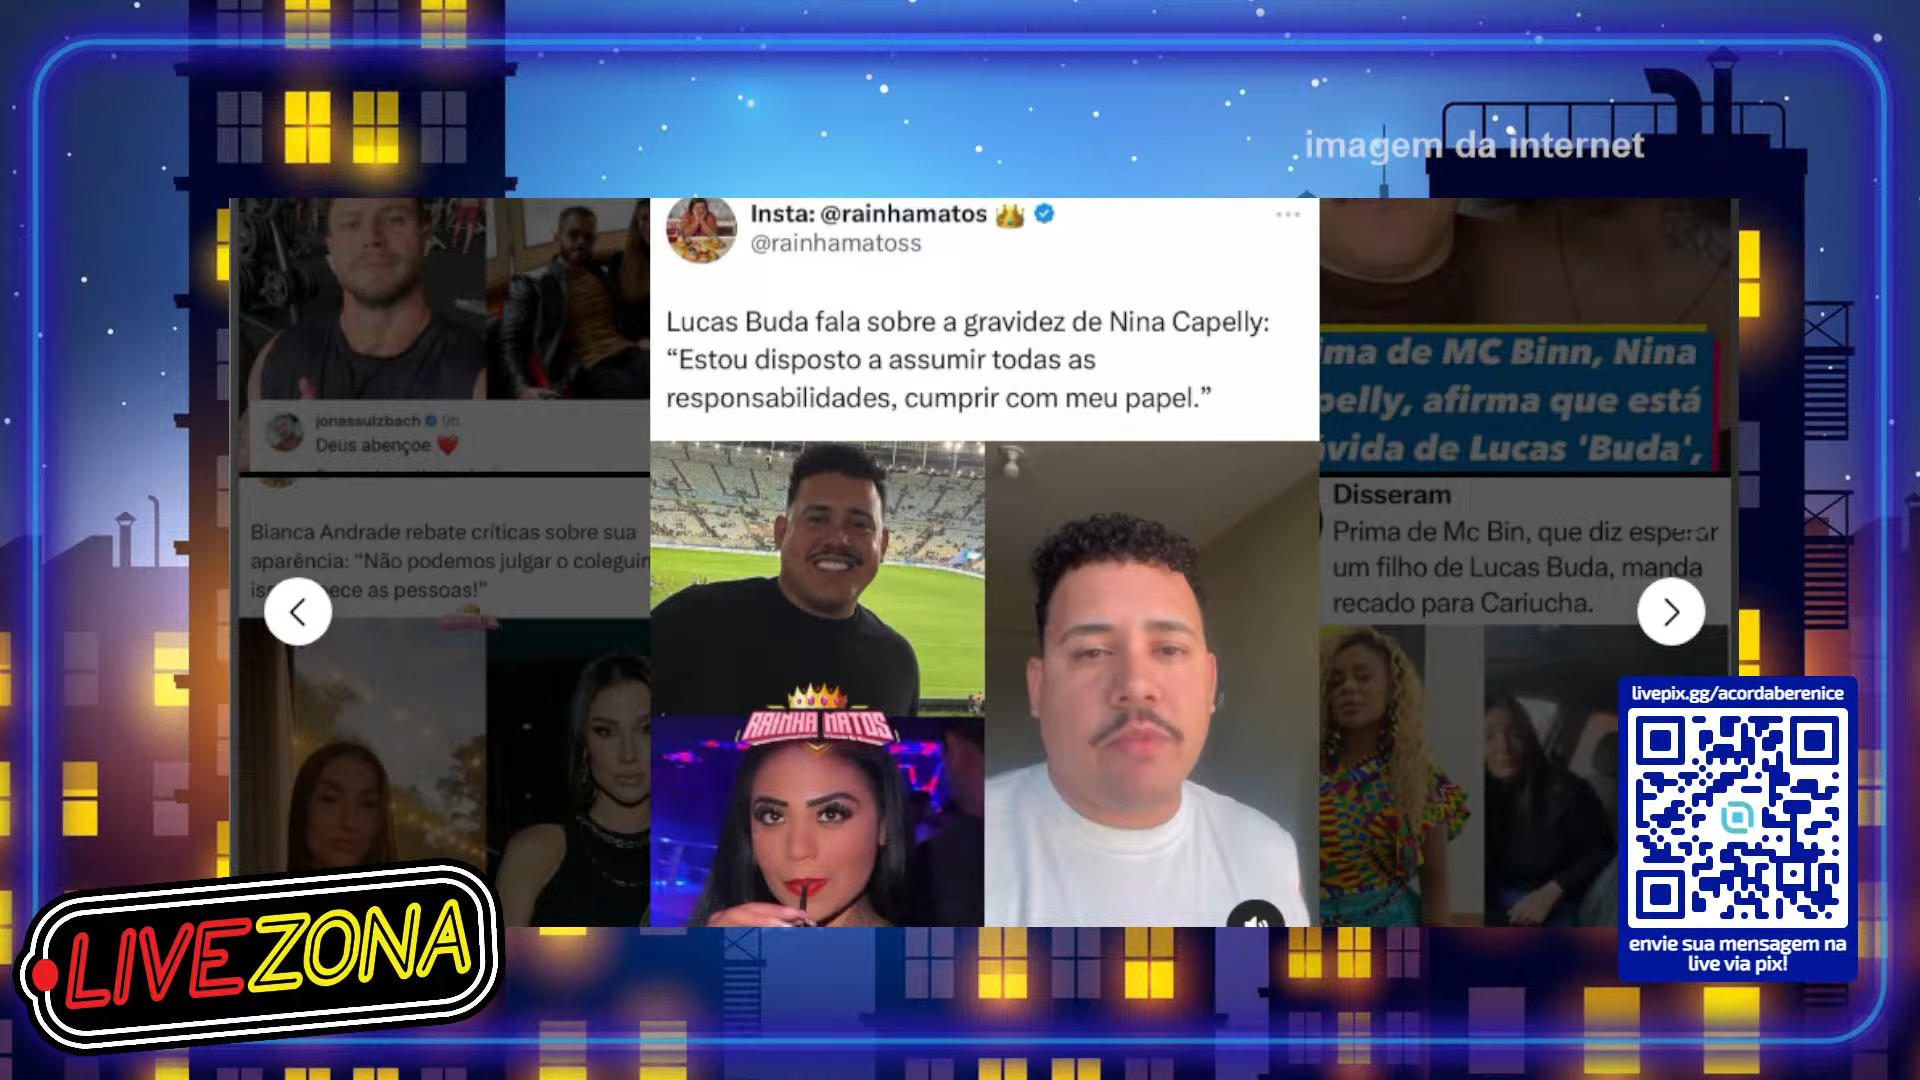 imagem da internet
Insta: @rainhamatos
@rainhamatoss
Lucas Buda fala sobre a gravidez de Nina Capelly:
“Estou disposto a assumir todas as
responsabilidades, cumprir com meu papel.”
jonassulzbach 9h
Deus abençoe
Bianca Andrade rebate críticas sobre sua
aparência: “Não podemos julgar o coleguin
ece as pessoas!”
RAINHA MATOS
ma de MC Binn, Nina
pelly, afirma que está
vida de Lucas 'Buda',
Disseram
Prima de Mc Bin, que diz esperar
um filho de Lucas Buda, manda
recado para Cariucha.
livepix.gg/acordaberenice
envie sua mensagem na
live via pix!
LIVEZONA